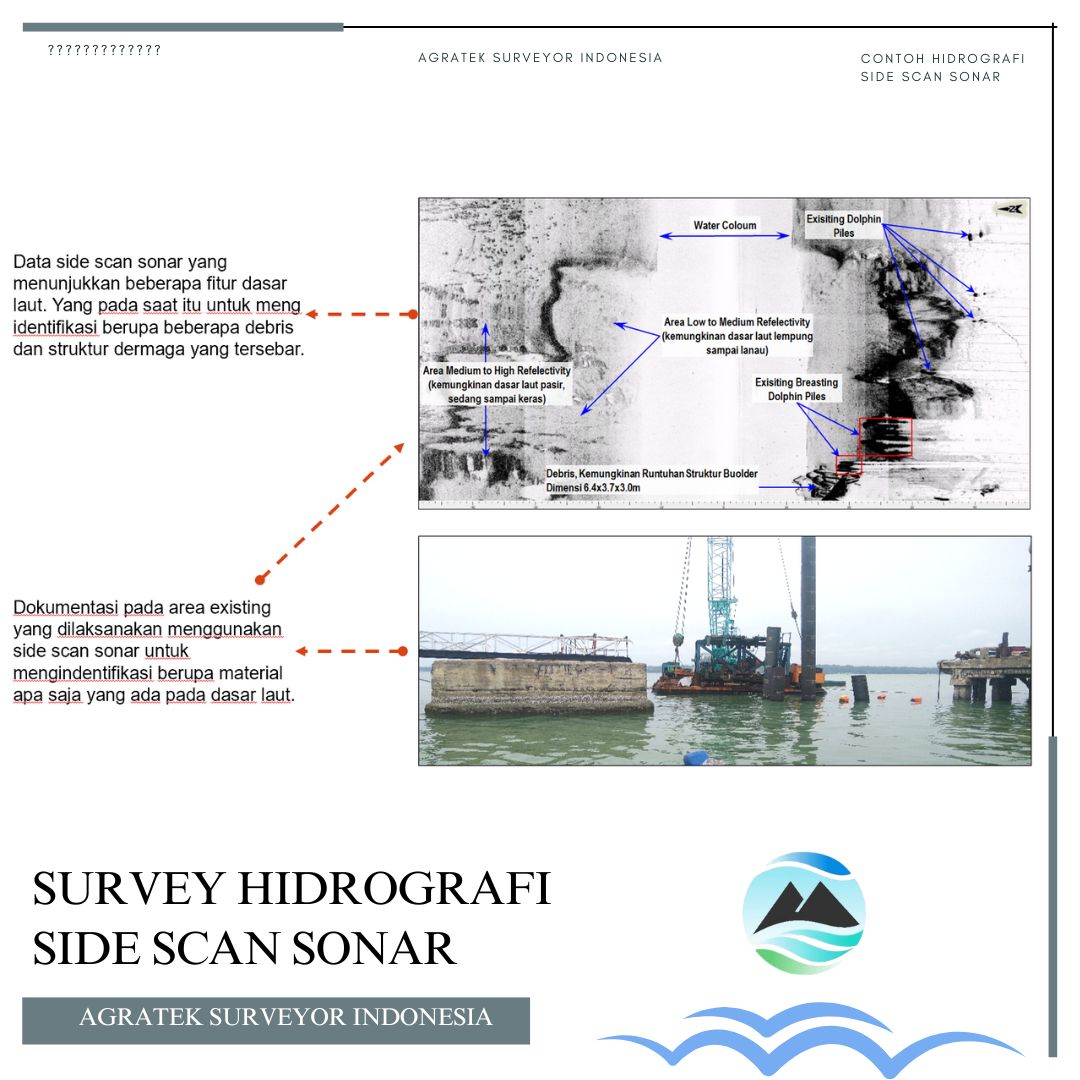 ?????????????
AGRATEK SURVEYOR INDONESIA
CONTOH HIDROGRAFI
SIDE SCAN SONAR
Data side scan sonar yang
menunjukkan beberapa fitur dasar
laut. Yang pada saat itu untuk meng
identifikasi berupa beberapa debris
dan struktur dermaga yang tersebar.
Water Coloum
Exisiting Dolphin
Piles
Area Low to Medium Refelectivity
(kemungkinan dasar laut lempung
sampai lanau)
Area Medium to High Refelectivity
(kemungkinan dasar laut pasir,
sedang sampai keras)
Exisiting Breasting
Dolphin Piles
Debris, Kemungkinan Runtuhan Struktur Buolder
Dimensi 6.4x3.7x3.0m
Dokumentasi pada area existing
yang dilaksanakan menggunakan
side scan sonar untuk
mengindentifikasi berupa material
apa saja yang ada pada dasar laut.
SURVEY HIDROGRAFI
SIDE SCAN SONAR
AGRATEK SURVEYOR INDONESIA